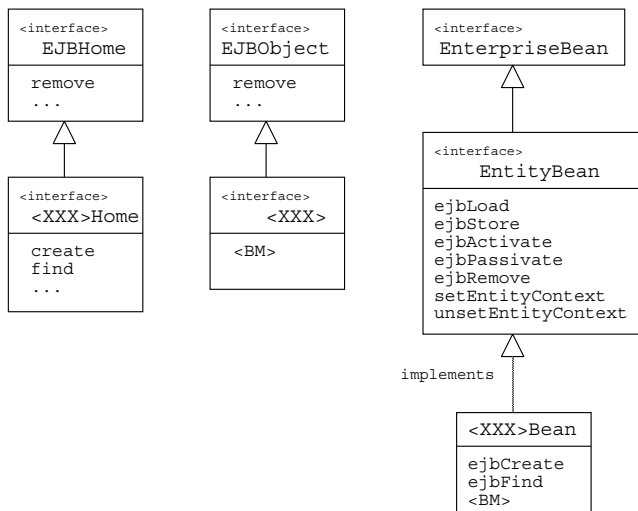 <interface>
EJBHome
remove
...
<interface>
<XXX>Home
create
find
...
<interface>
EJBObject
remove
...
<interface>
<XXX>
<BM>
<interface>
EnterpriseBean
<interface>
EntityBean
ejbLoad
ejbStore
ejbActivate
ejbPassivate
ejbRemove
setEntityContext
unsetEntityContext
implements
<XXX>Bean
ejbCreate
ejbFind
<BM>